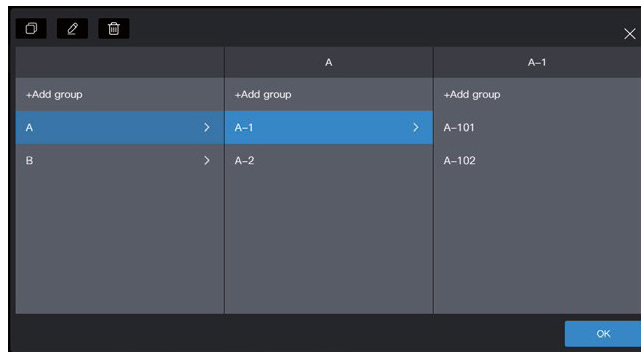 A
A–1
+Add group
+Add group
+Add group
A
A–1
A–101
B
A–2
A–102
OK